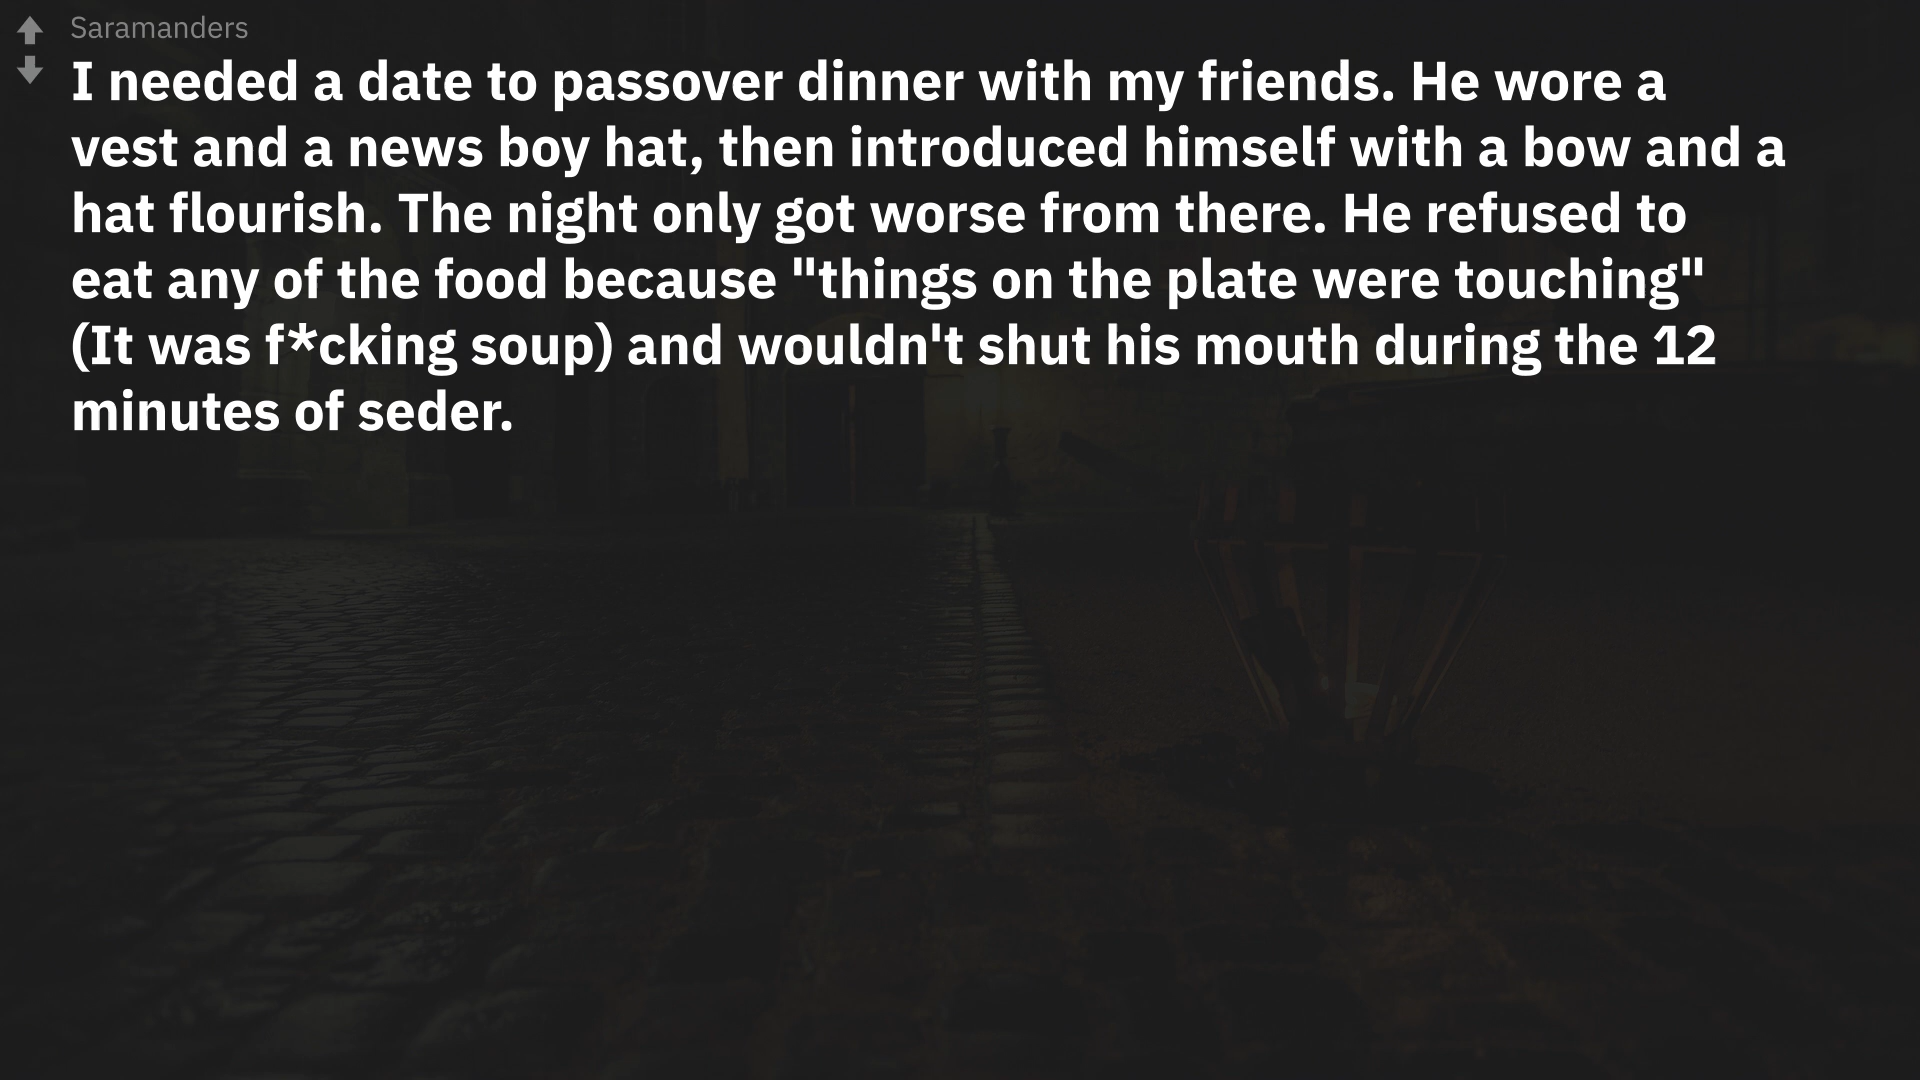 Saramanders
I needed a date to passover dinner with my friends. He wore a
vest and a news boy hat, then introduced himself with a bow and a
hat flourish. The night only got worse from there. He refused to
eat any of the food because "things on the plate were touching"
(It was f*cking soup) and wouldn't shut his mouth during the 12
minutes of seder.